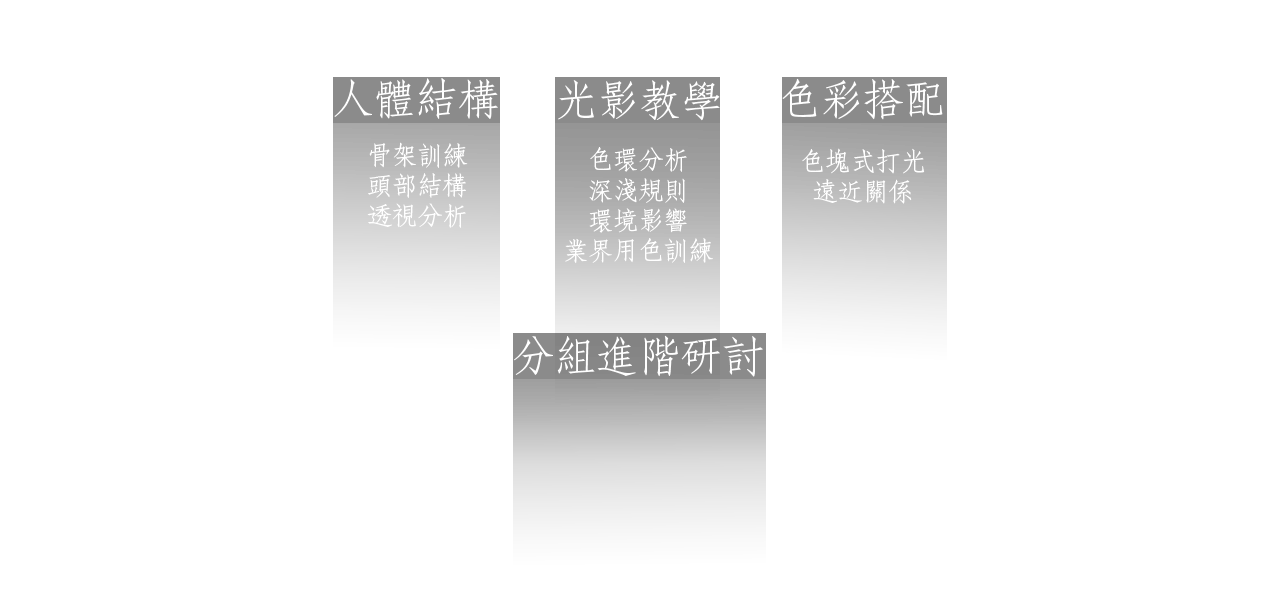 人體結構
骨架訓練
頭部結構
透視分析
光影教學
色環分析
深淺規則
環境影響
業界用色訓練
色彩搭配
色塊式打光
遠近關係
分組進階研討